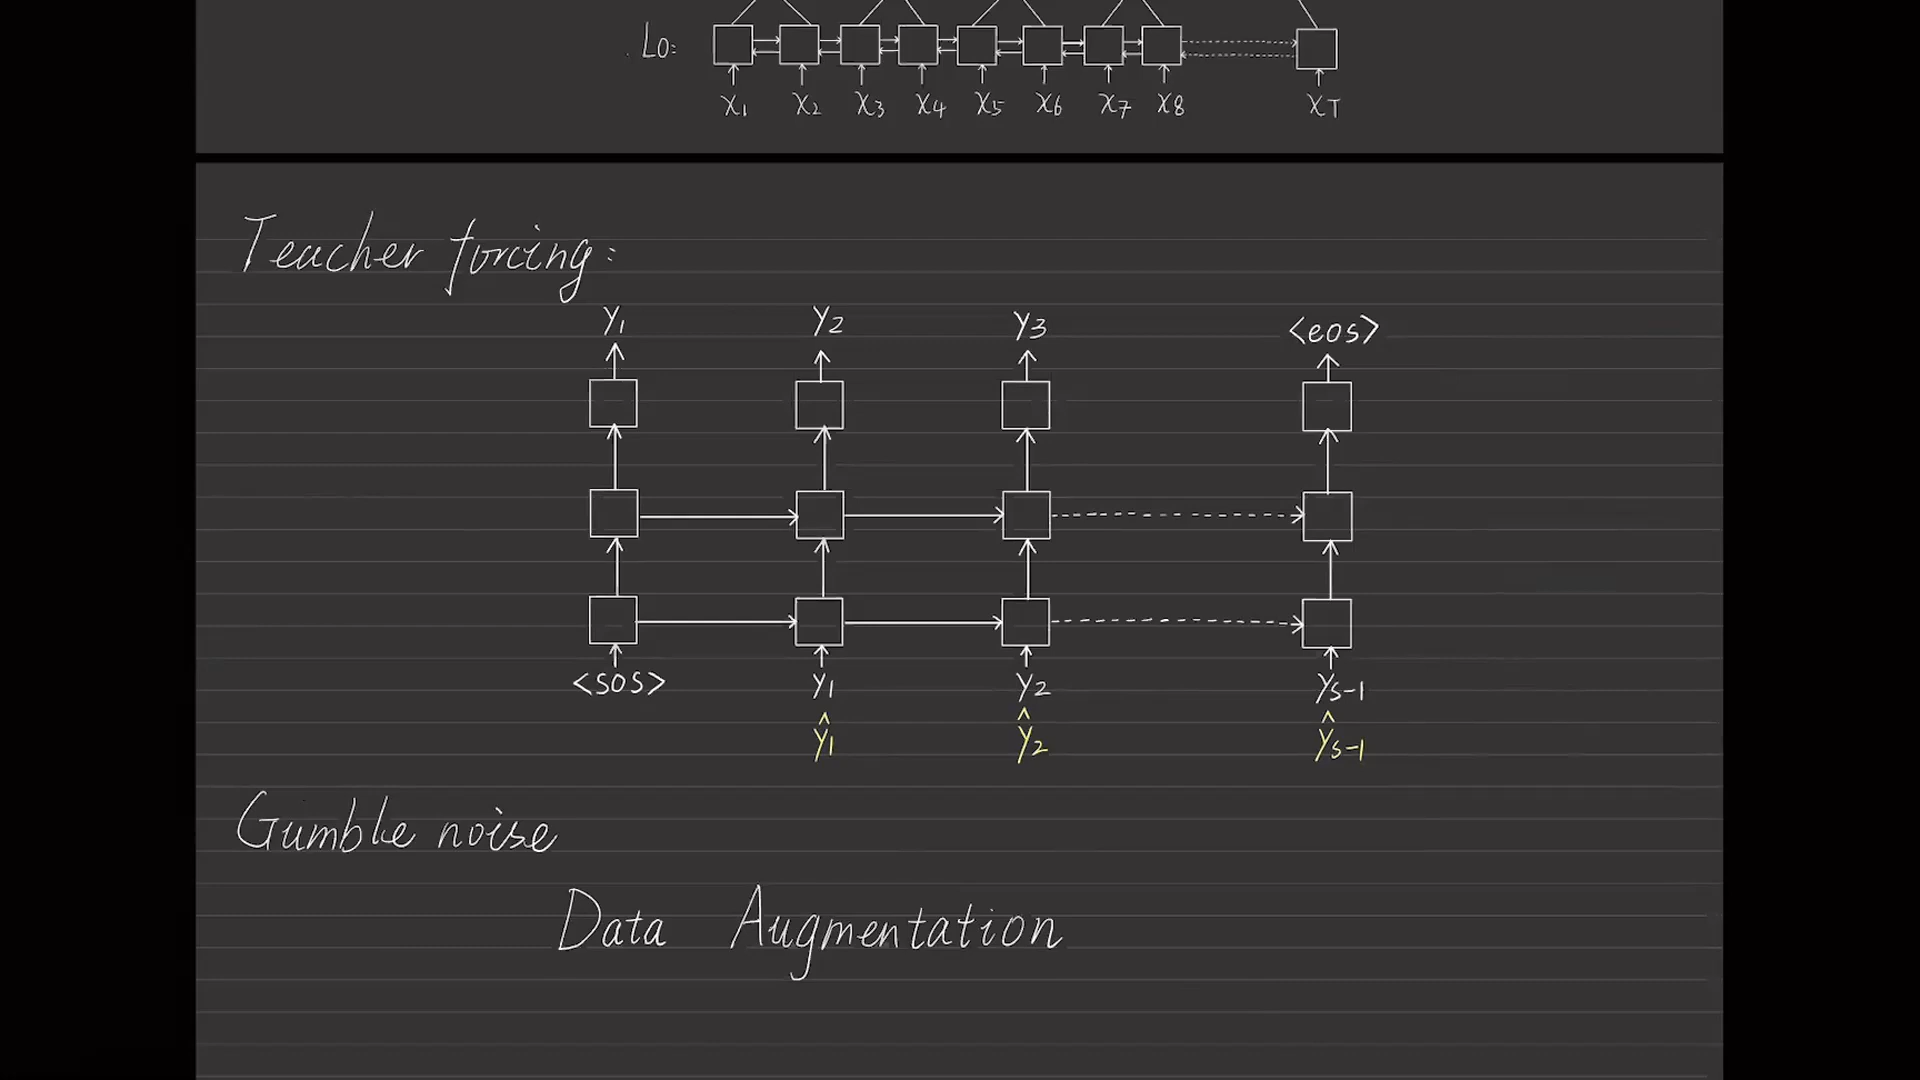 L0:
x1 x2 x3 x4 x5 x6 x7 x8 xT
Teacher forcing:
y1 y2 y3 <eos>
<sos> y1 y2 ys-1
ŷ1 ŷ2 ŷs-1
Gumble noise
Data Augmentation